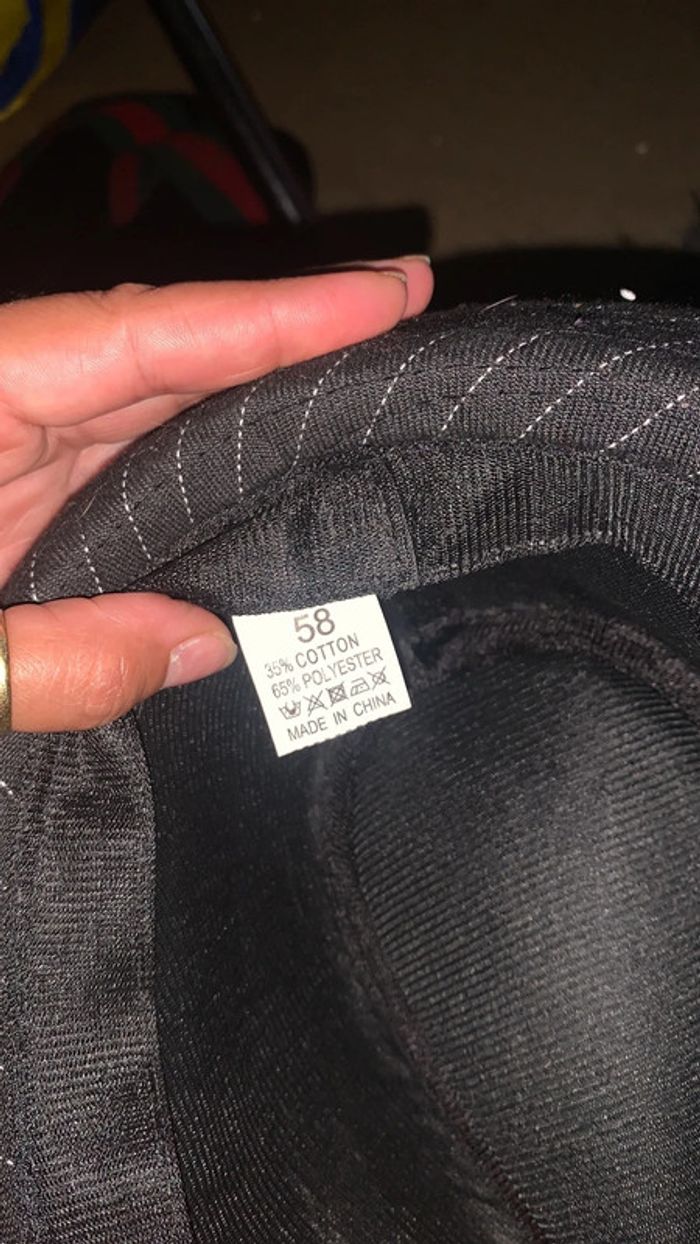 58
35% COTTON
65% POLYESTER
MADE IN CHINA